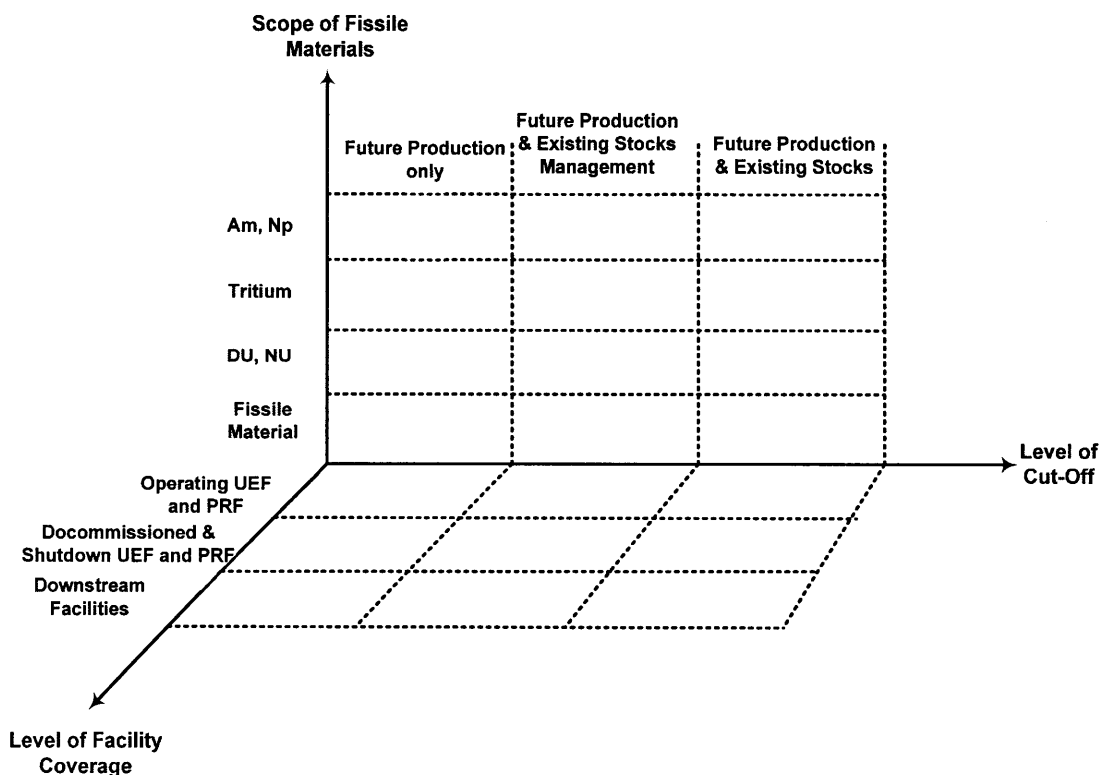 Scope of Fissile
Materials
Future Production
only
Future Production
& Existing Stocks
Management
Future Production
& Existing Stocks
Am, Np
Tritium
DU, NU
Fissile
Material
Level of
Cut-Off
Operating UEF
and PRF
Docommissioned &
Shutdown UEF and PRF
Downstream
Facilities
Level of Facility
Coverage